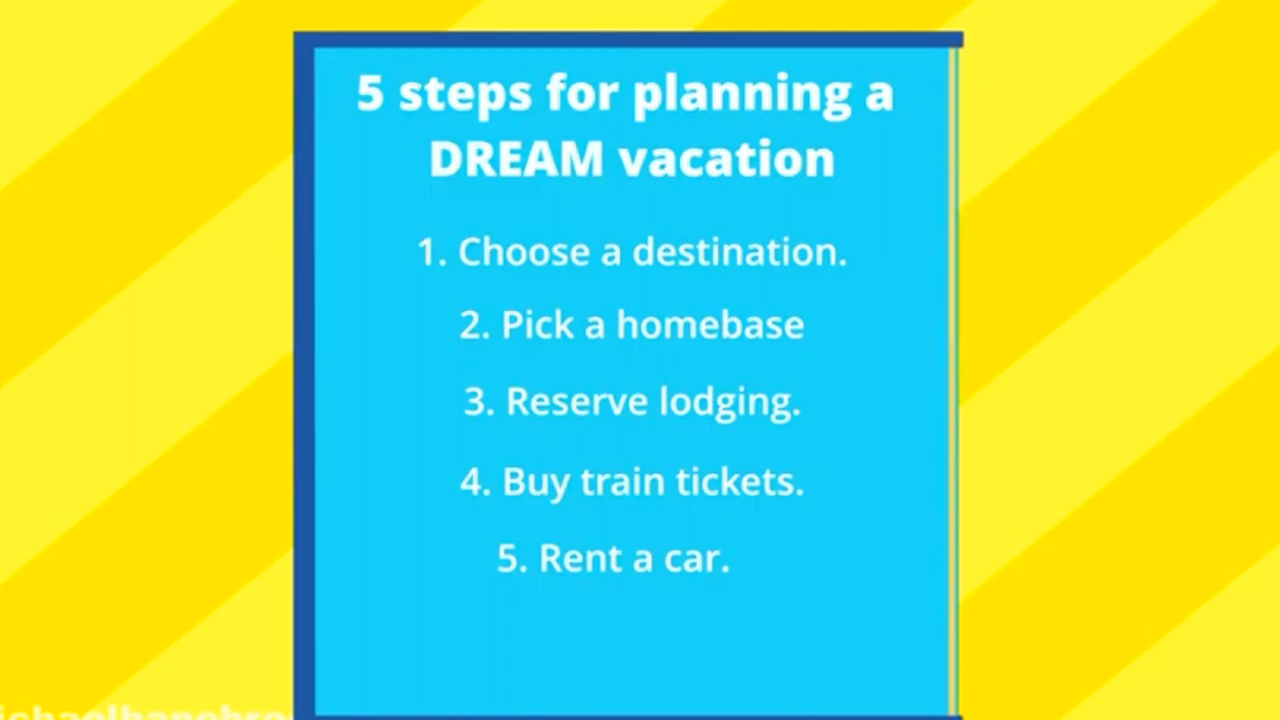 5 steps for planning a
DREAM vacation
1. Choose a destination.
2. Pick a homebase
3. Reserve lodging.
4. Buy train tickets.
5. Rent a car.